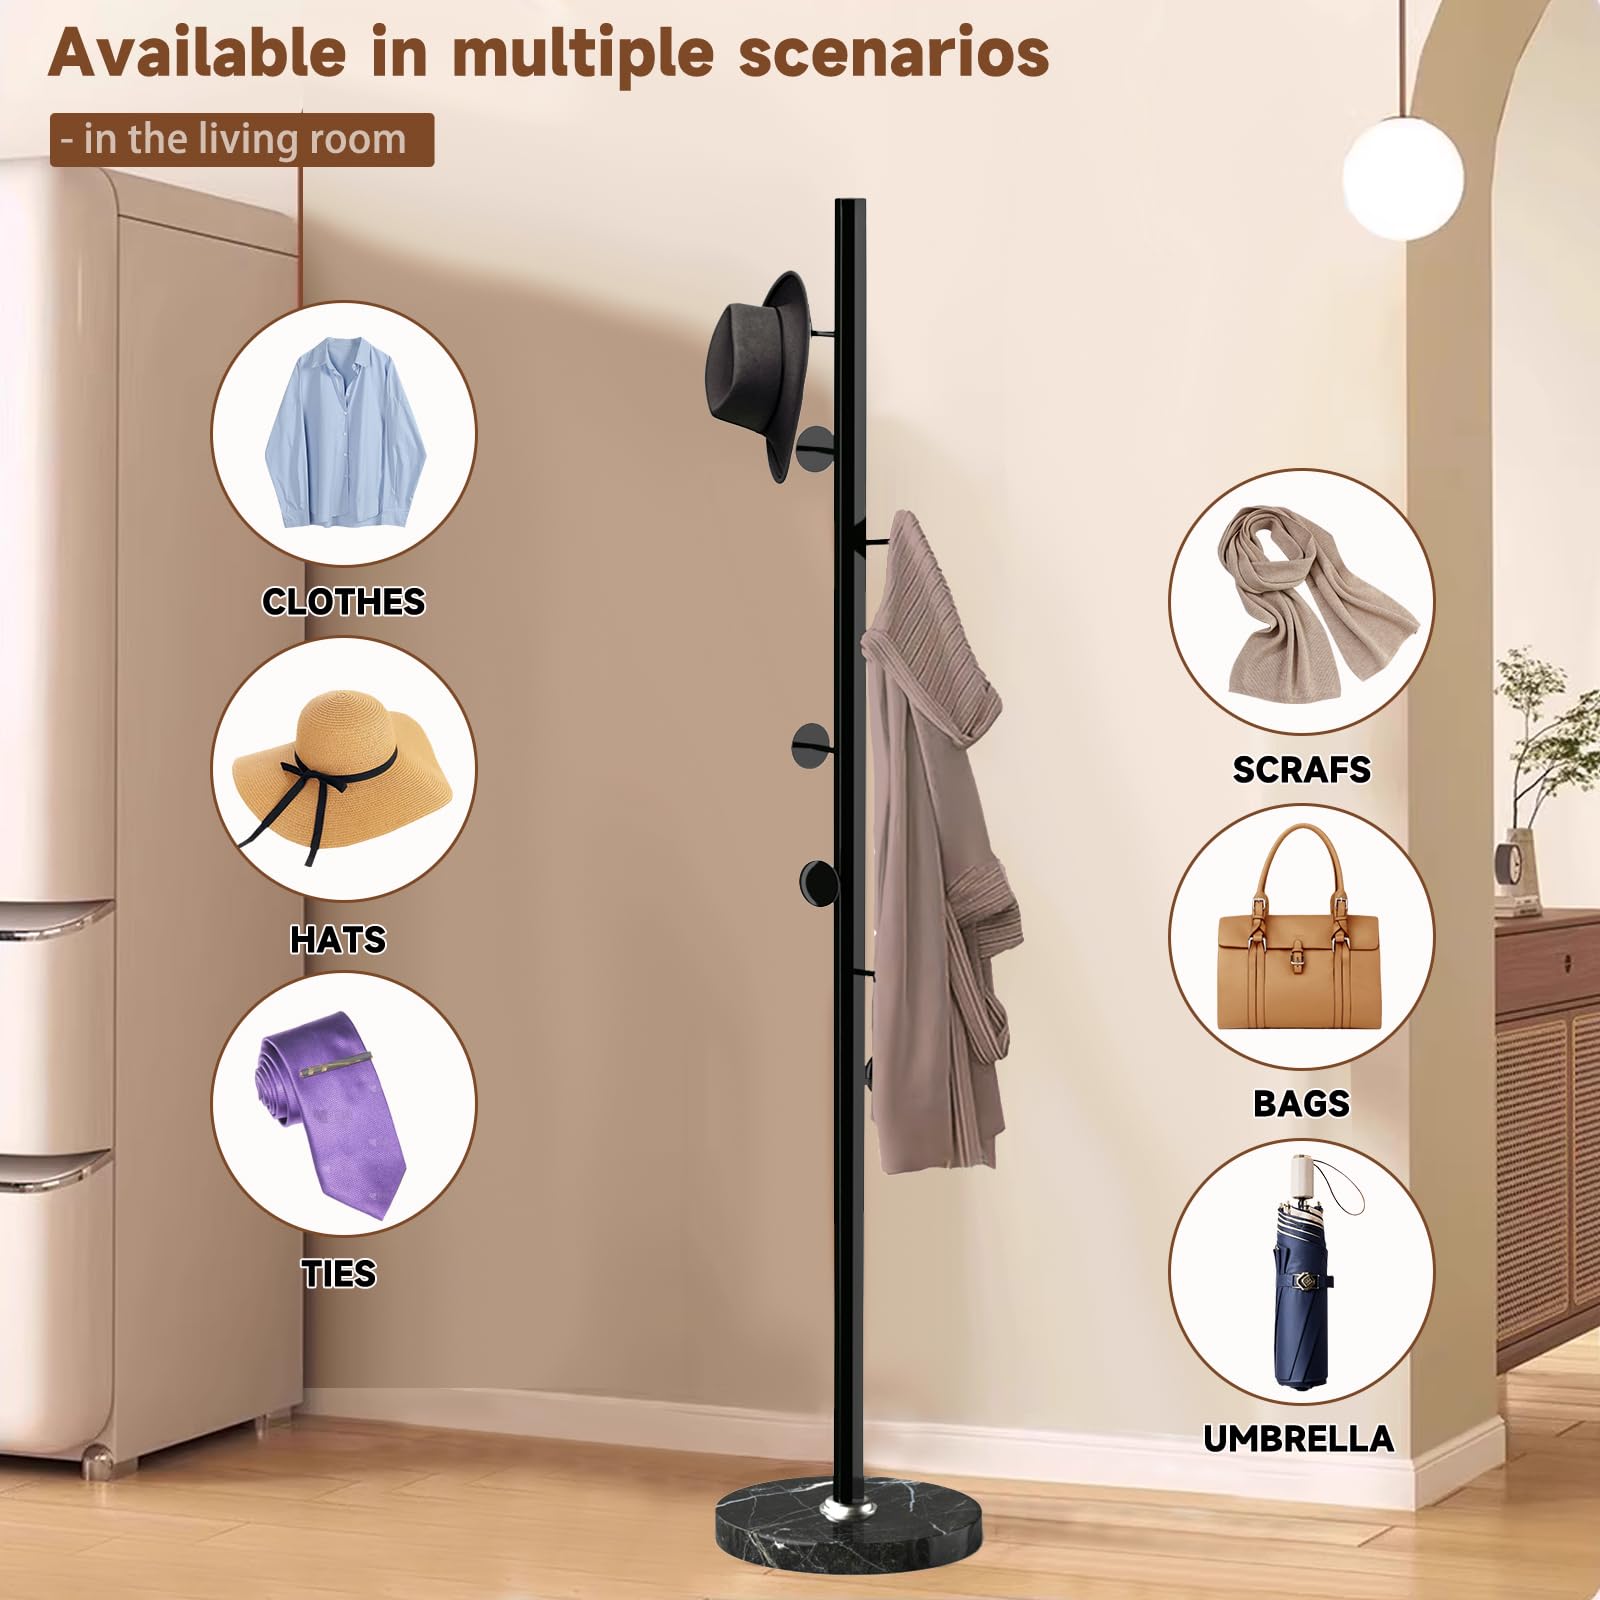 Available in multiple scenarios
- in the living room
CLOTHES
HATS
TIES
SCRAFS
BAGS
UMBRELLA